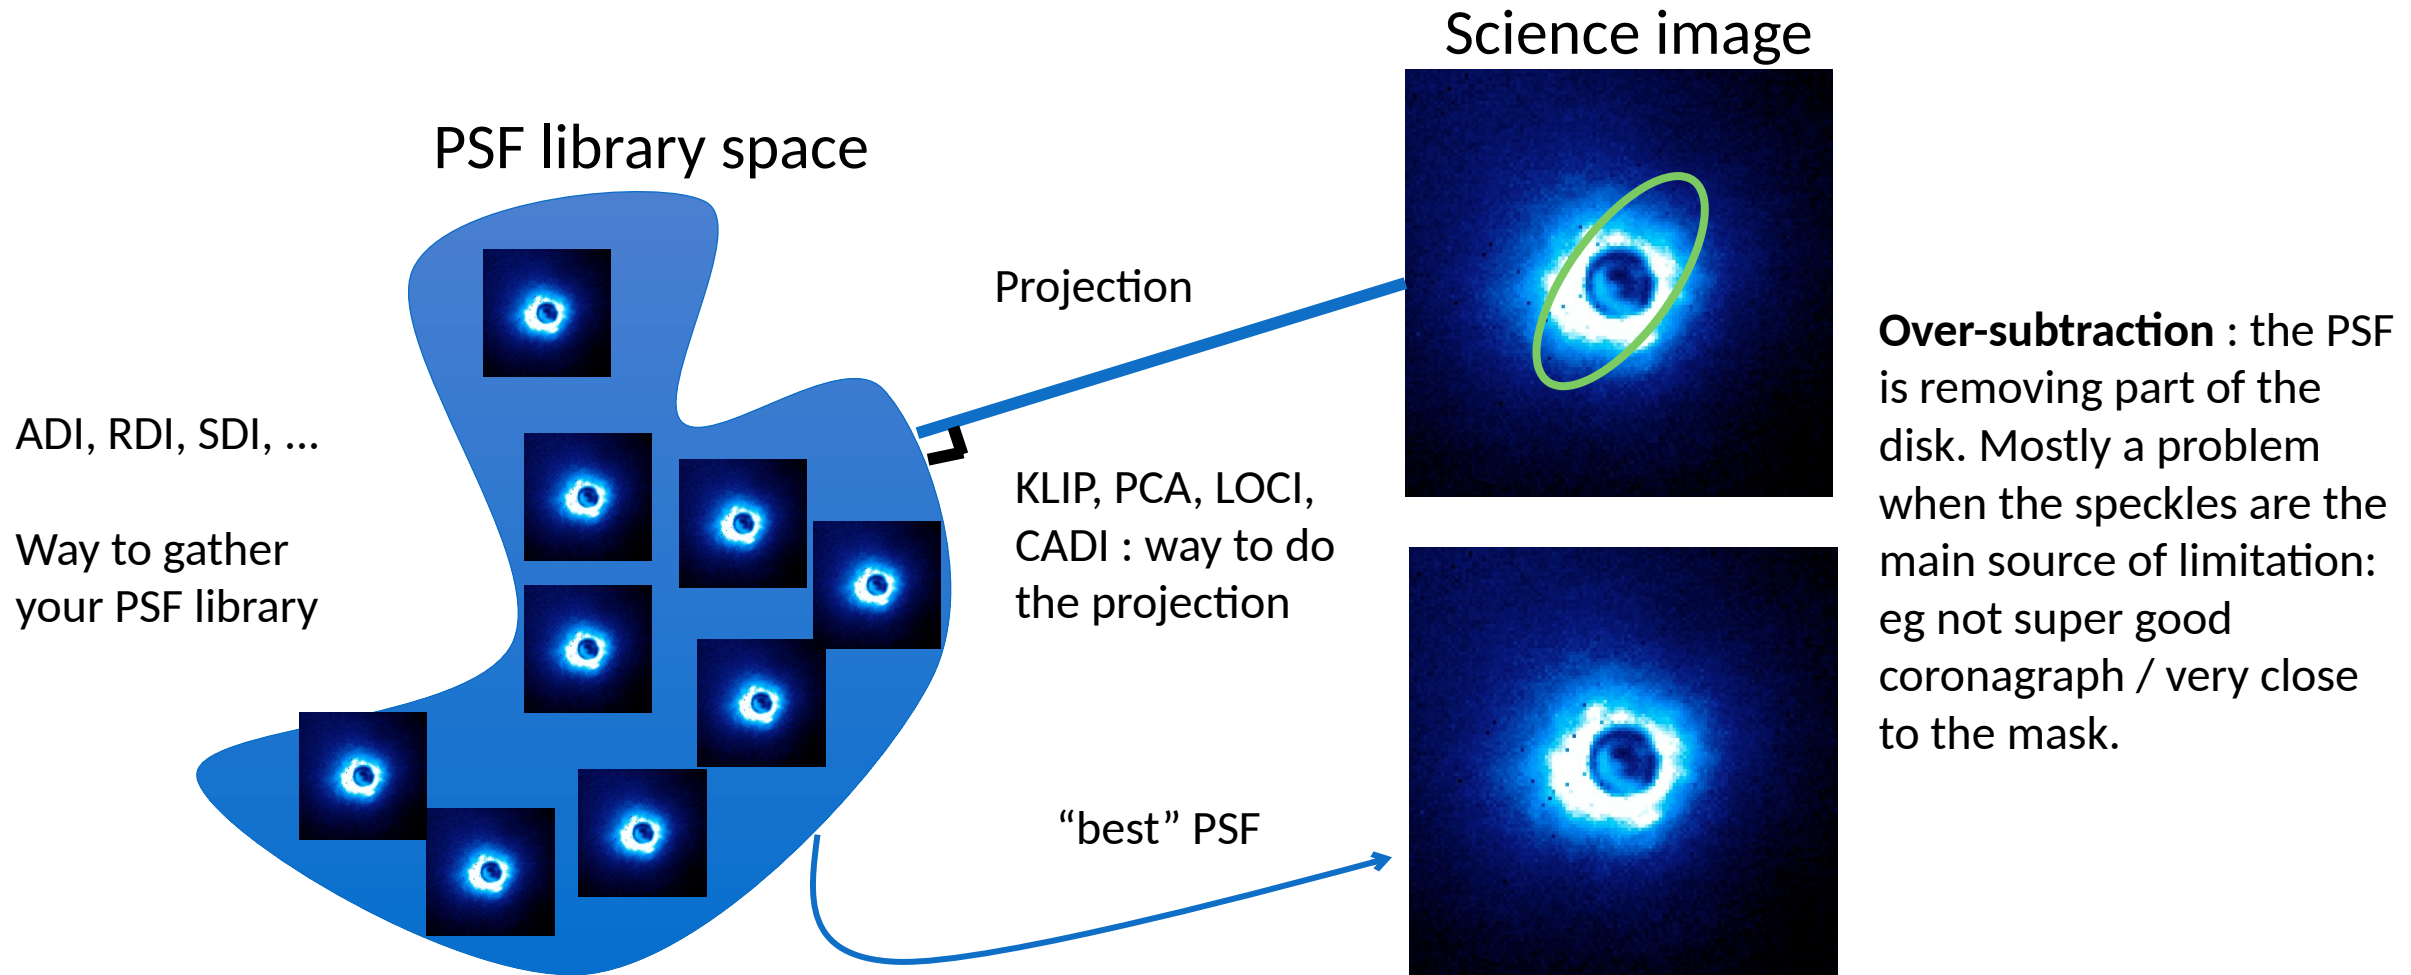 Science image
PSF library space
Projection
ADI, RDI, SDI, ...
Way to gather
your PSF library
KLIP, PCA, LOCI,
CADI : way to do
the projection
“best” PSF
Over-subtraction : the PSF
is removing part of the
disk. Mostly a problem
when the speckles are the
main source of limitation:
eg not super good
coronagraph / very close
to the mask.